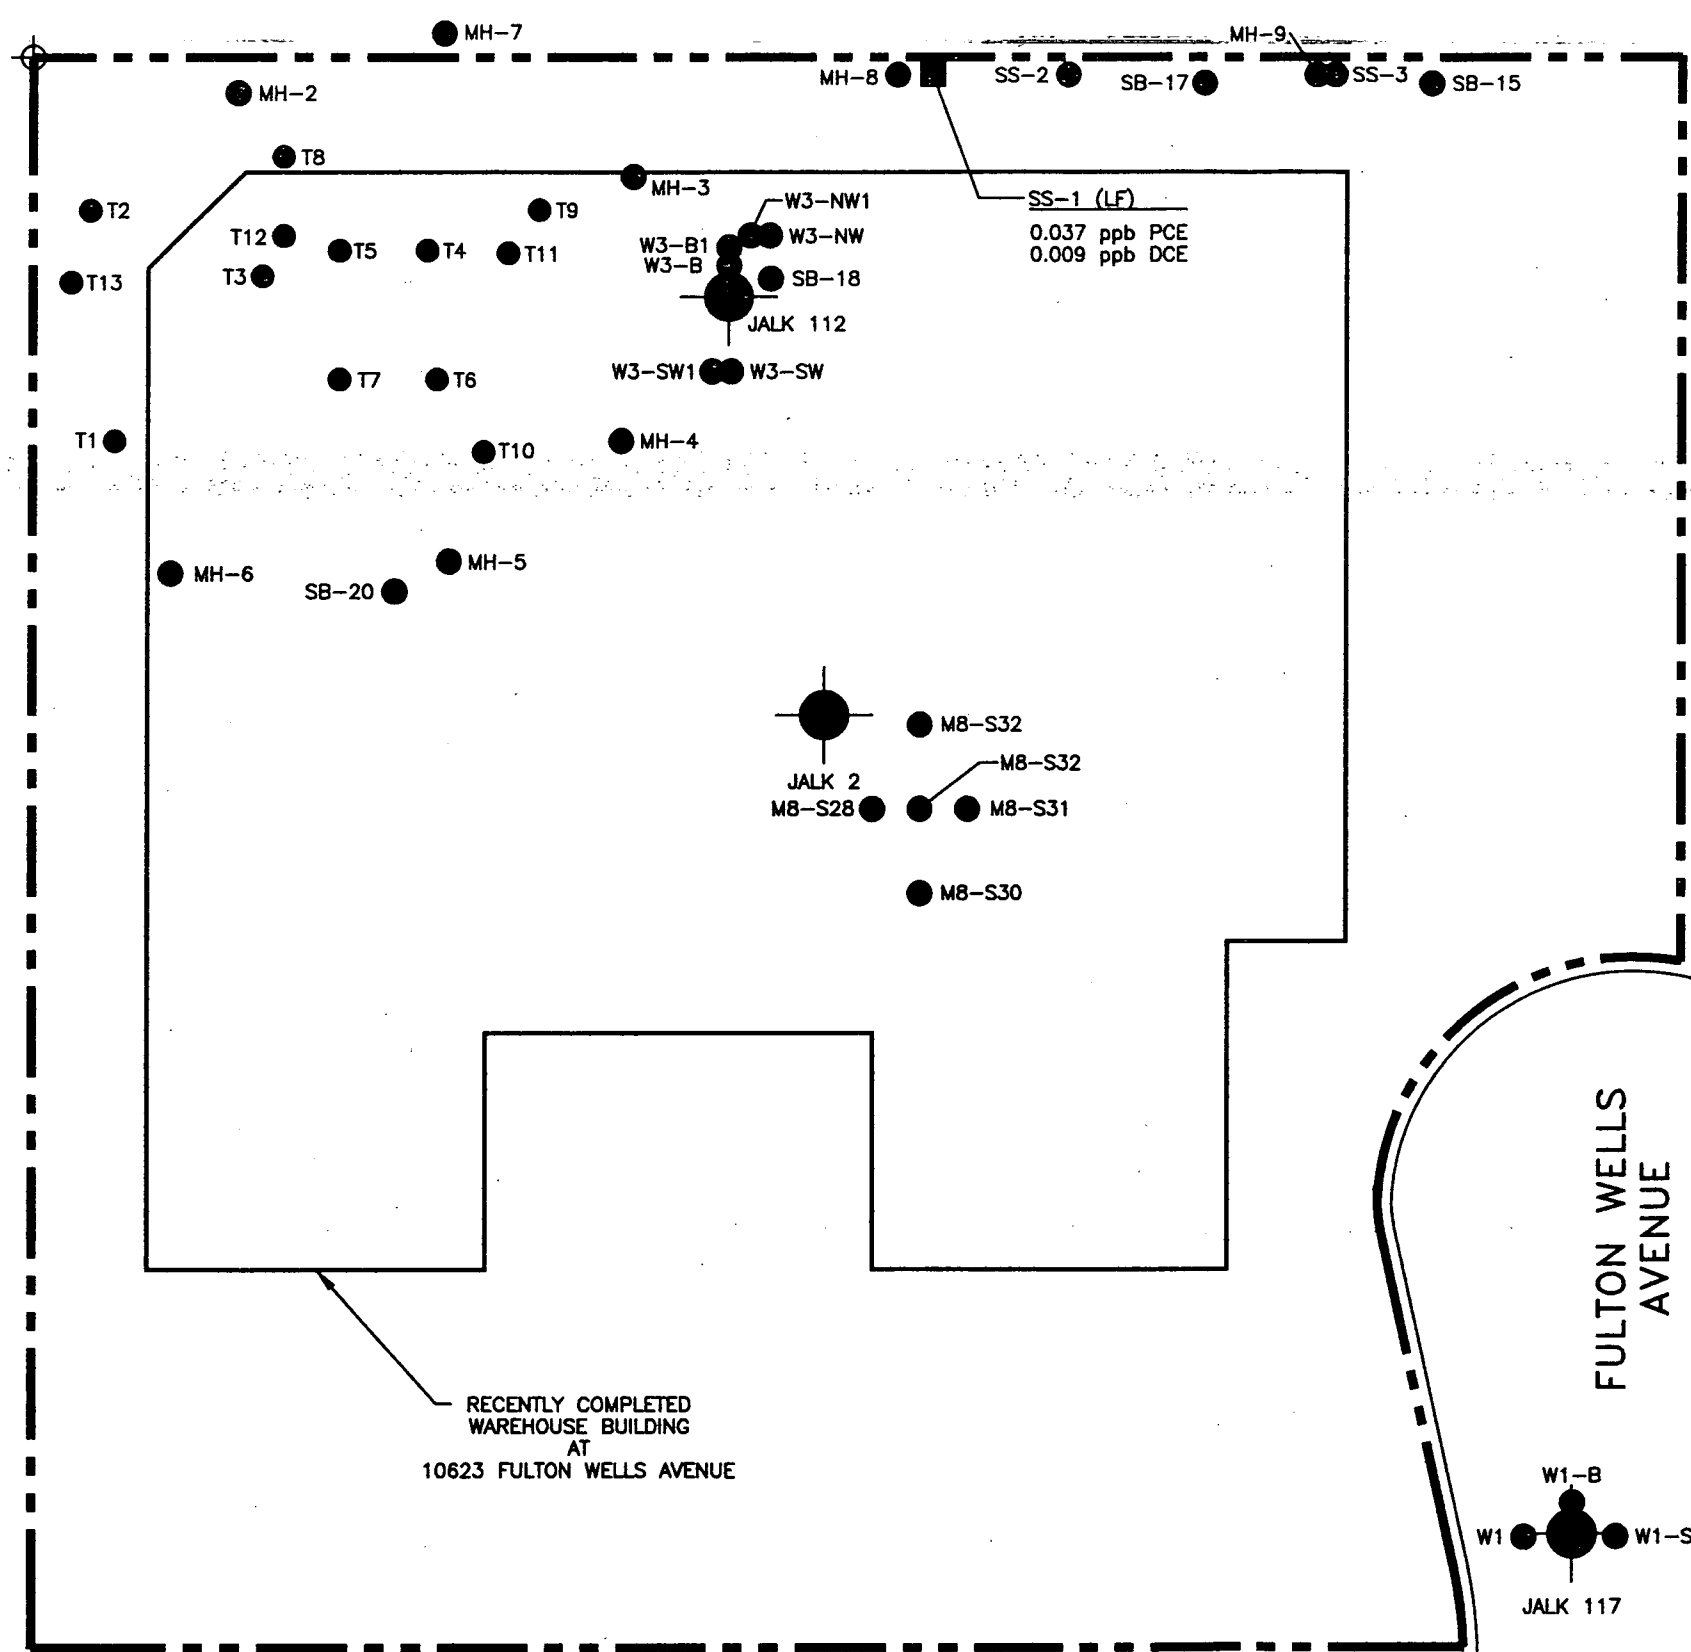 MH-7
MH-9
MH-8
SS-2
SB-17
SS-3
SB-15
MH-2
T8
MH-3
SS-1 (LF)
0.037 ppb PCE
0.009 ppb DCE
T2
T9
W3-NW1
T12
T5
T4
T11
W3-B1
W3-NW
W3-B
T3
T13
SB-18
JALK 112
T7
T6
W3-SW1
W3-SW
T1
T10
MH-4
MH-6
MH-5
SB-20
M8-S32
M8-S32
JALK 2
M8-S28
M8-S31
M8-S30
FULTON WELLS
AVENUE
RECENTLY COMPLETED
WAREHOUSE BUILDING
AT
10623 FULTON WELLS AVENUE
W1-B
W1
W1-S
JALK 117